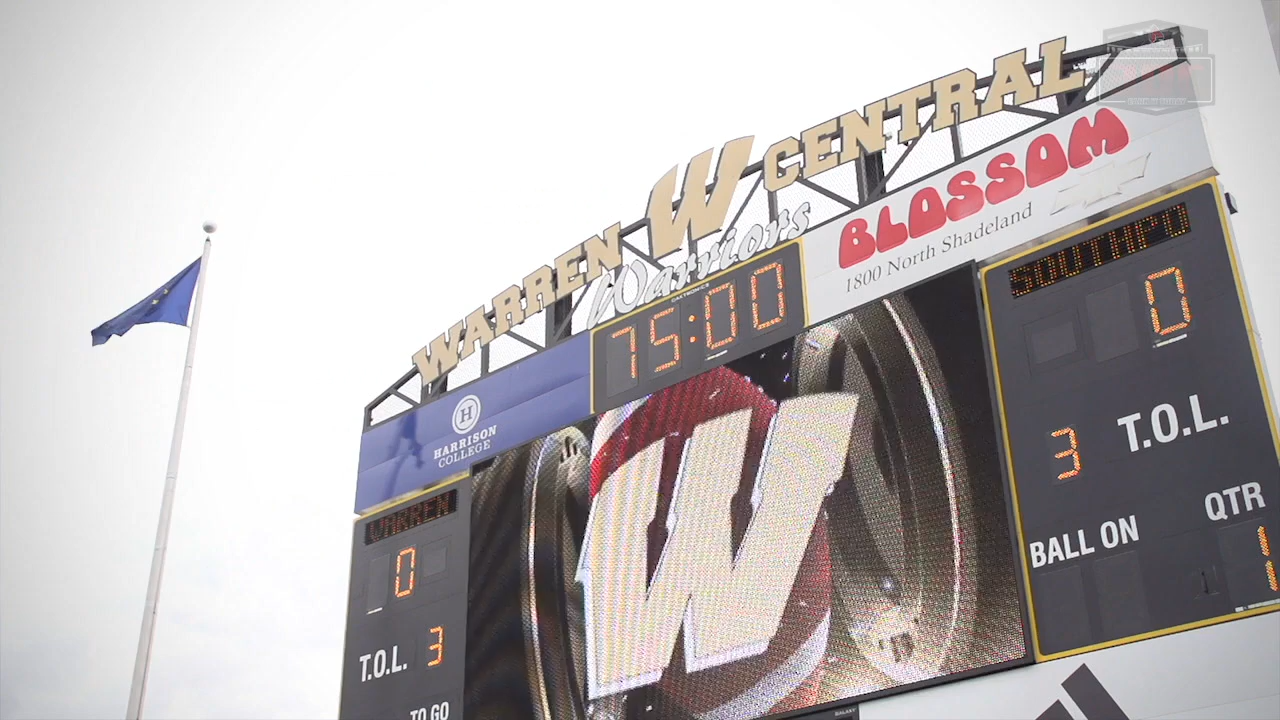 WARREN W CENTRAL
Warriors
BLOSSOM
1800 North Shadeland
DAKTRONICS
75:00
H
HARRISON
COLLEGE
WARREN
0
T.O.L. 3
TO GO
W
SOUTHPO
0
3 T.O.L.
BALL ON
QTR
1